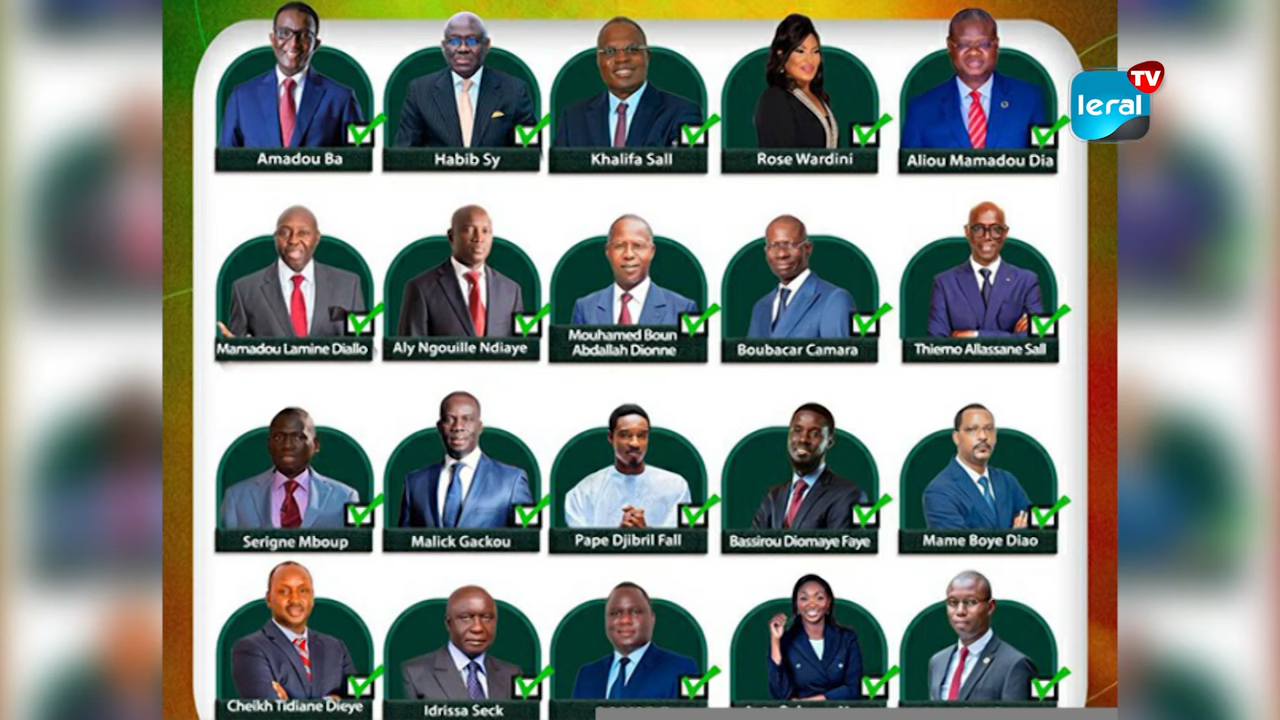 leral TV
Amadou Ba
Habib Sy
Khalifa Sall
Rose Wardini
Aliou Mamadou Dia
Mamadou Lamine Diallo
Aly Ngouille Ndiaye
Mouhamed Boun
Abdallah Dionne
Boubacar Camara
Thierno Allassane Sall
Serigne Mboup
Malick Gackou
Pape Djibril Fall
Bassirou Diomaye Faye
Mame Boye Diao
Cheikh Tidiane Dieye
Idrissa Seck